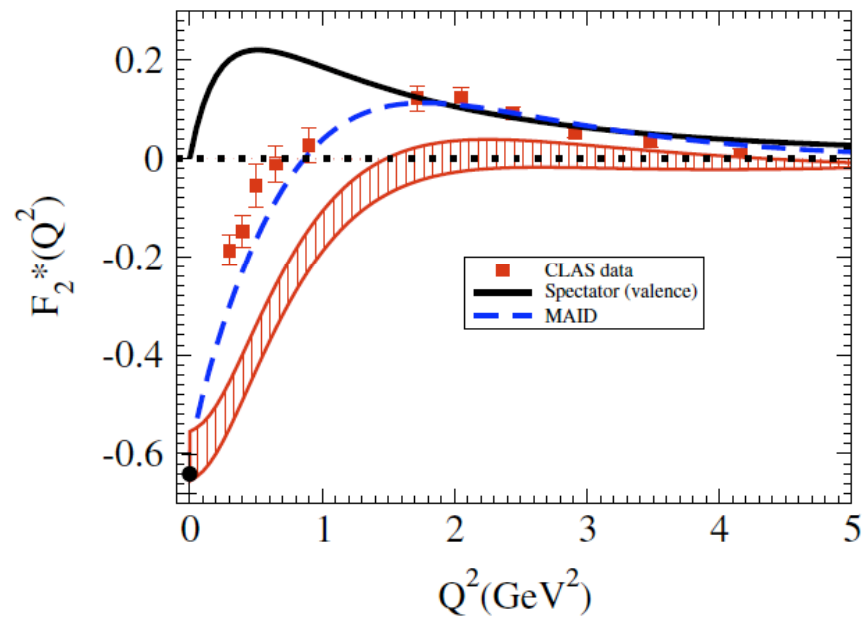 0.2
0
-0.2
-0.4
-0.6
F2*(Q2)
CLAS data
Spectator (valence)
MAID
0 1 2 3 4 5
Q2(GeV2)